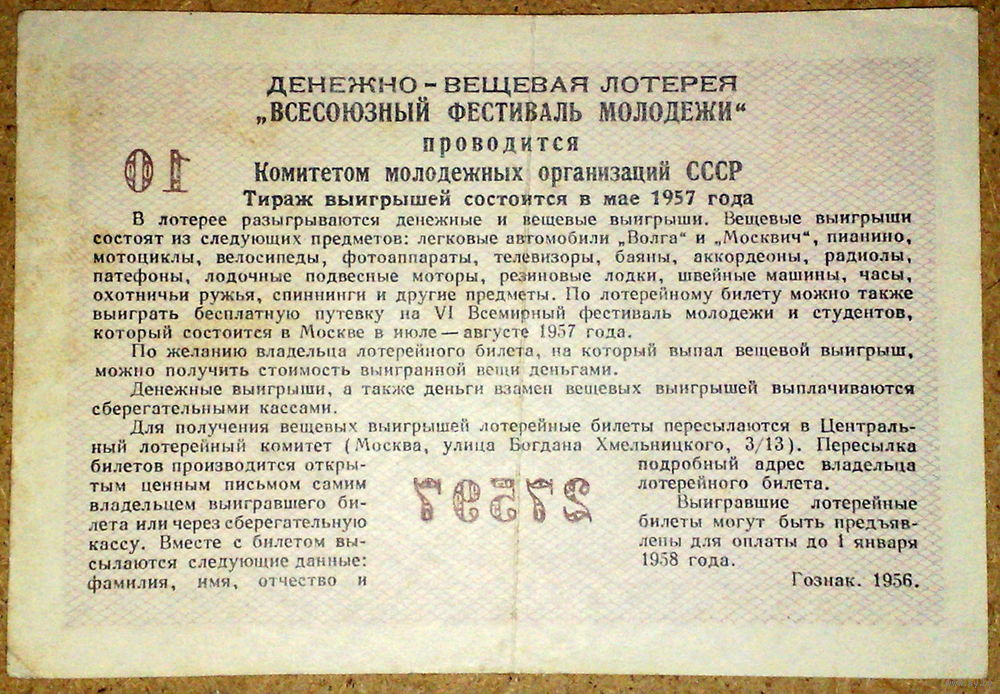 ДЕНЕЖНО-ВЕЩЕВАЯ ЛОТЕРЕЯ
„ВСЕСОЮЗНЫЙ ФЕСТИВАЛЬ МОЛОДЕЖИ“
проводится
10
Комитетом молодежных организаций СССР
Тираж выигрышей состоится в мае 1957 года
В лотерее разыгрываются денежные и вещевые выигрыши. Вещевые выигрыши
состоят из следующих предметов: легковые автомобили „Волга“ и „Москвич“, пианино,
мотоциклы, велосипеды, фотоаппараты, телевизоры, баяны, аккордеоны, радиолы,
патефоны, лодочные подвесные моторы, резиновые лодки, швейные машины, часы,
охотничьи ружья, спиннинги и другие предметы. По лотерейному билету можно также
выиграть бесплатную путевку на VI Всемирный фестиваль молодежи и студентов,
который состоится в Москве в июле — августе 1957 года.
По желанию владельца лотерейного билета, на который выпал вещевой выигрыш,
можно получить стоимость выигранной вещи деньгами.
Денежные выигрыши, а также деньги взамен вещевых выигрышей выплачиваются
сберегательными кассами.
Для получения вещевых выигрышей лотерейные билеты пересылаются в Централь-
ный лотерейный комитет (Москва, улица Богдана Хмельницкого, 3/13). Пересылка
билетов производится откры-
тым ценным письмом самим
владельцем выигравшего би-
лета или через сберегательную
кассу. Вместе с билетом вы-
сылаются следующие данные:
фамилия, имя, отчество и
27597
подробный адрес владельца
лотерейного билета.
Выигравшие лотерейные
билеты могут быть предъяв-
лены для оплаты до 1 января
1958 года.
Гознак. 1956.